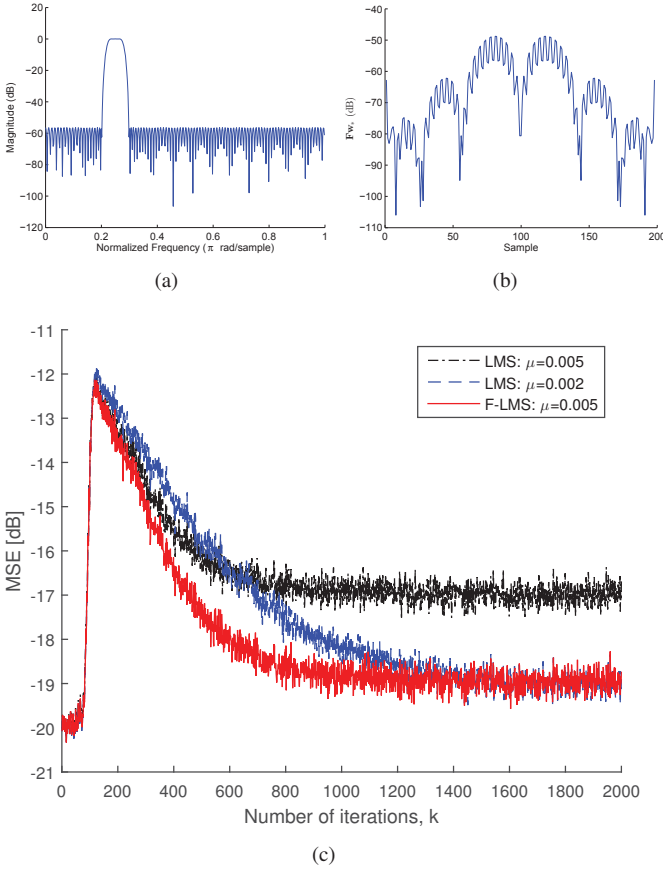 20
0
−20
−40
−60
−80
−100
−120
Magnitude (dB)
0 0.2 0.4 0.6 0.8 1
Normalized Frequency (π rad/sample)
(a)
−40
−50
−60
−70
−80
−90
−100
−110
Fw (dB)
0 50 100 150 200
Sample
(b)
-11
-12
-13
-14
-15
-16
-17
-18
-19
-20
-21
MSE [dB]
LMS: μ=0.005
LMS: μ=0.002
F-LMS: μ=0.005
0 200 400 600 800 1000 1200 1400 1600 1800 2000
Number of iterations, k
(c)